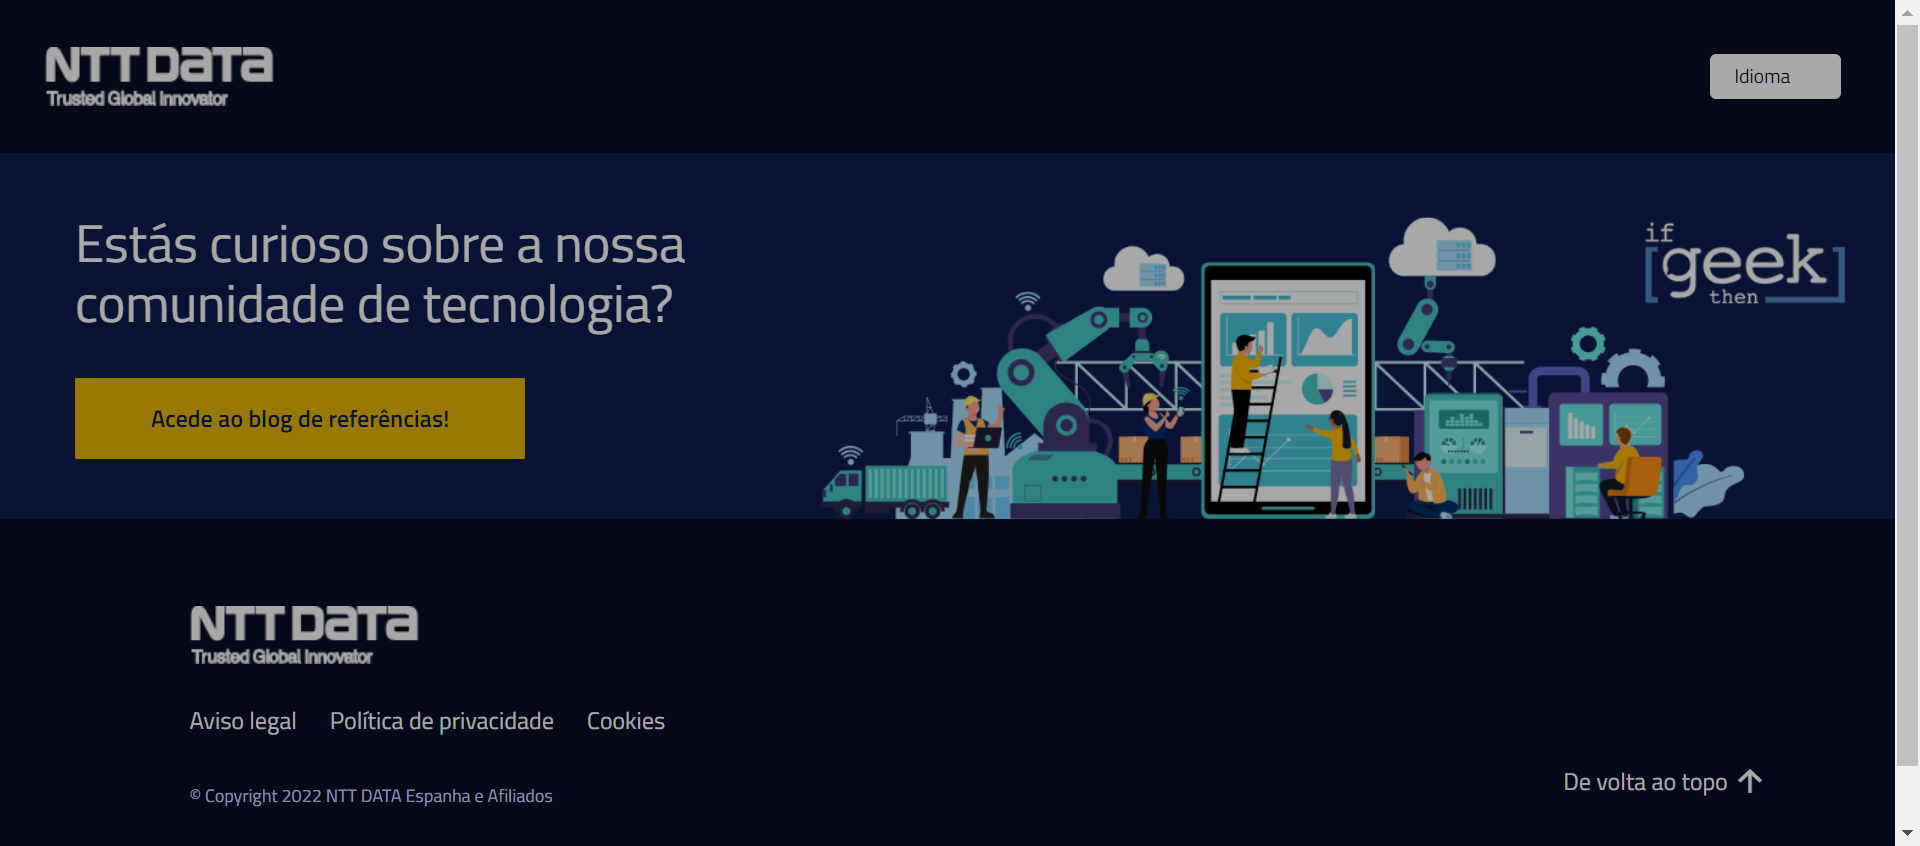 NTT DATA
Trusted Global Innovator
Idioma
Estás curioso sobre a nossa
comunidade de tecnologia?
Acede ao blog de referências!
if
[geek]
then
NTT DATA
Trusted Global Innovator
Aviso legal
Política de privacidade
Cookies
De volta ao topo
© Copyright 2022 NTT DATA Espanha e Afiliados